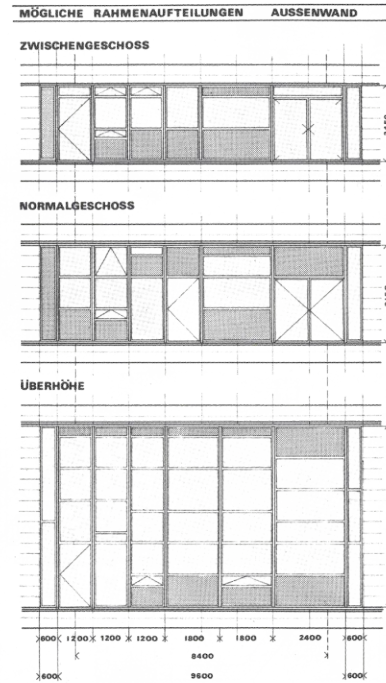 MÖGLICHE RAHMENAUFTEILUNGEN AUSSENWAND
ZWISCHENGESCHOSS
NORMALGESCHOSS
ÜBERHÖHE
600 1200 1200 1200 1800 1800 2400 600
8400
600 9600 600